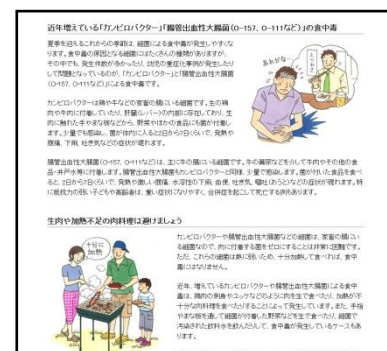 近年増えている「カンピロバクター」「腸管出血性大腸菌（O-157、O-111など）」の食中毒
夏季を迎えるこれからの季節は、細菌による食中毒が発生しやすくな
ります。食中毒の原因となる細菌にはたくさんの種類がありますが、
その中でも、発生件数が多かったり、幼児の重症化事例が発生したり
して問題となっているのが、「カンピロバクター」と「腸管出血性大腸菌
（O-157、O-111など）」による食中毒です。
カンピロバクターは鶏や牛などの家畜の腸にいる細菌です。生の鶏
肉や牛肉に付着していたり、肝臓（レバー）の内部に存在しており、生
肉に触れた手やまな板などから、野菜やほかの食品にも菌が付着し
ます。少量でも感染し、菌が体内に入ると2日から7日くらいで、発熱や
腹痛、下痢、吐き気などの症状が現れます。
腸管出血性大腸菌（O-157、O-111など）は、主に牛の腸にいる細菌です。牛の糞尿などを介して牛肉やその他の食
品・井戸水等に付着します。腸管出血性大腸菌もカンピロバクターと同様、少量で感染します。菌が付いた食品を食べ
ると、2日から7日くらいで、発熱や激しい腹痛、水溶性の下痢、血便、吐き気、嘔吐（おうと）などの症状が現れます。特
に抵抗力の弱い子どもや高齢者は、重い症状になりやすく、合併症を起こして死亡する例もあります。
生肉や加熱不足の肉料理は避けましょう
十分に
加熱
カンピロバクターや腸管出血性大腸菌などの細菌は、家畜の腸にい
る細菌なので、肉に付着する菌をゼロにすることは非常に困難です。
ただ、これらの細菌は熱に弱いため、十分加熱して食べれば、食中
毒にはなりません。
近年、増えているカンピロバクターや腸管出血性大腸菌による食中
毒は、鶏肉の刺身やユッケなどのように肉を生で食べたり、加熱が不
十分な肉料理を食べたりすることによって発生しています。また、手指
やまな板を通して細菌が付着した野菜などを生で食べたり、細菌で
汚染された飲料水を飲んだりして、食中毒が発生しているケースもあ
ります。